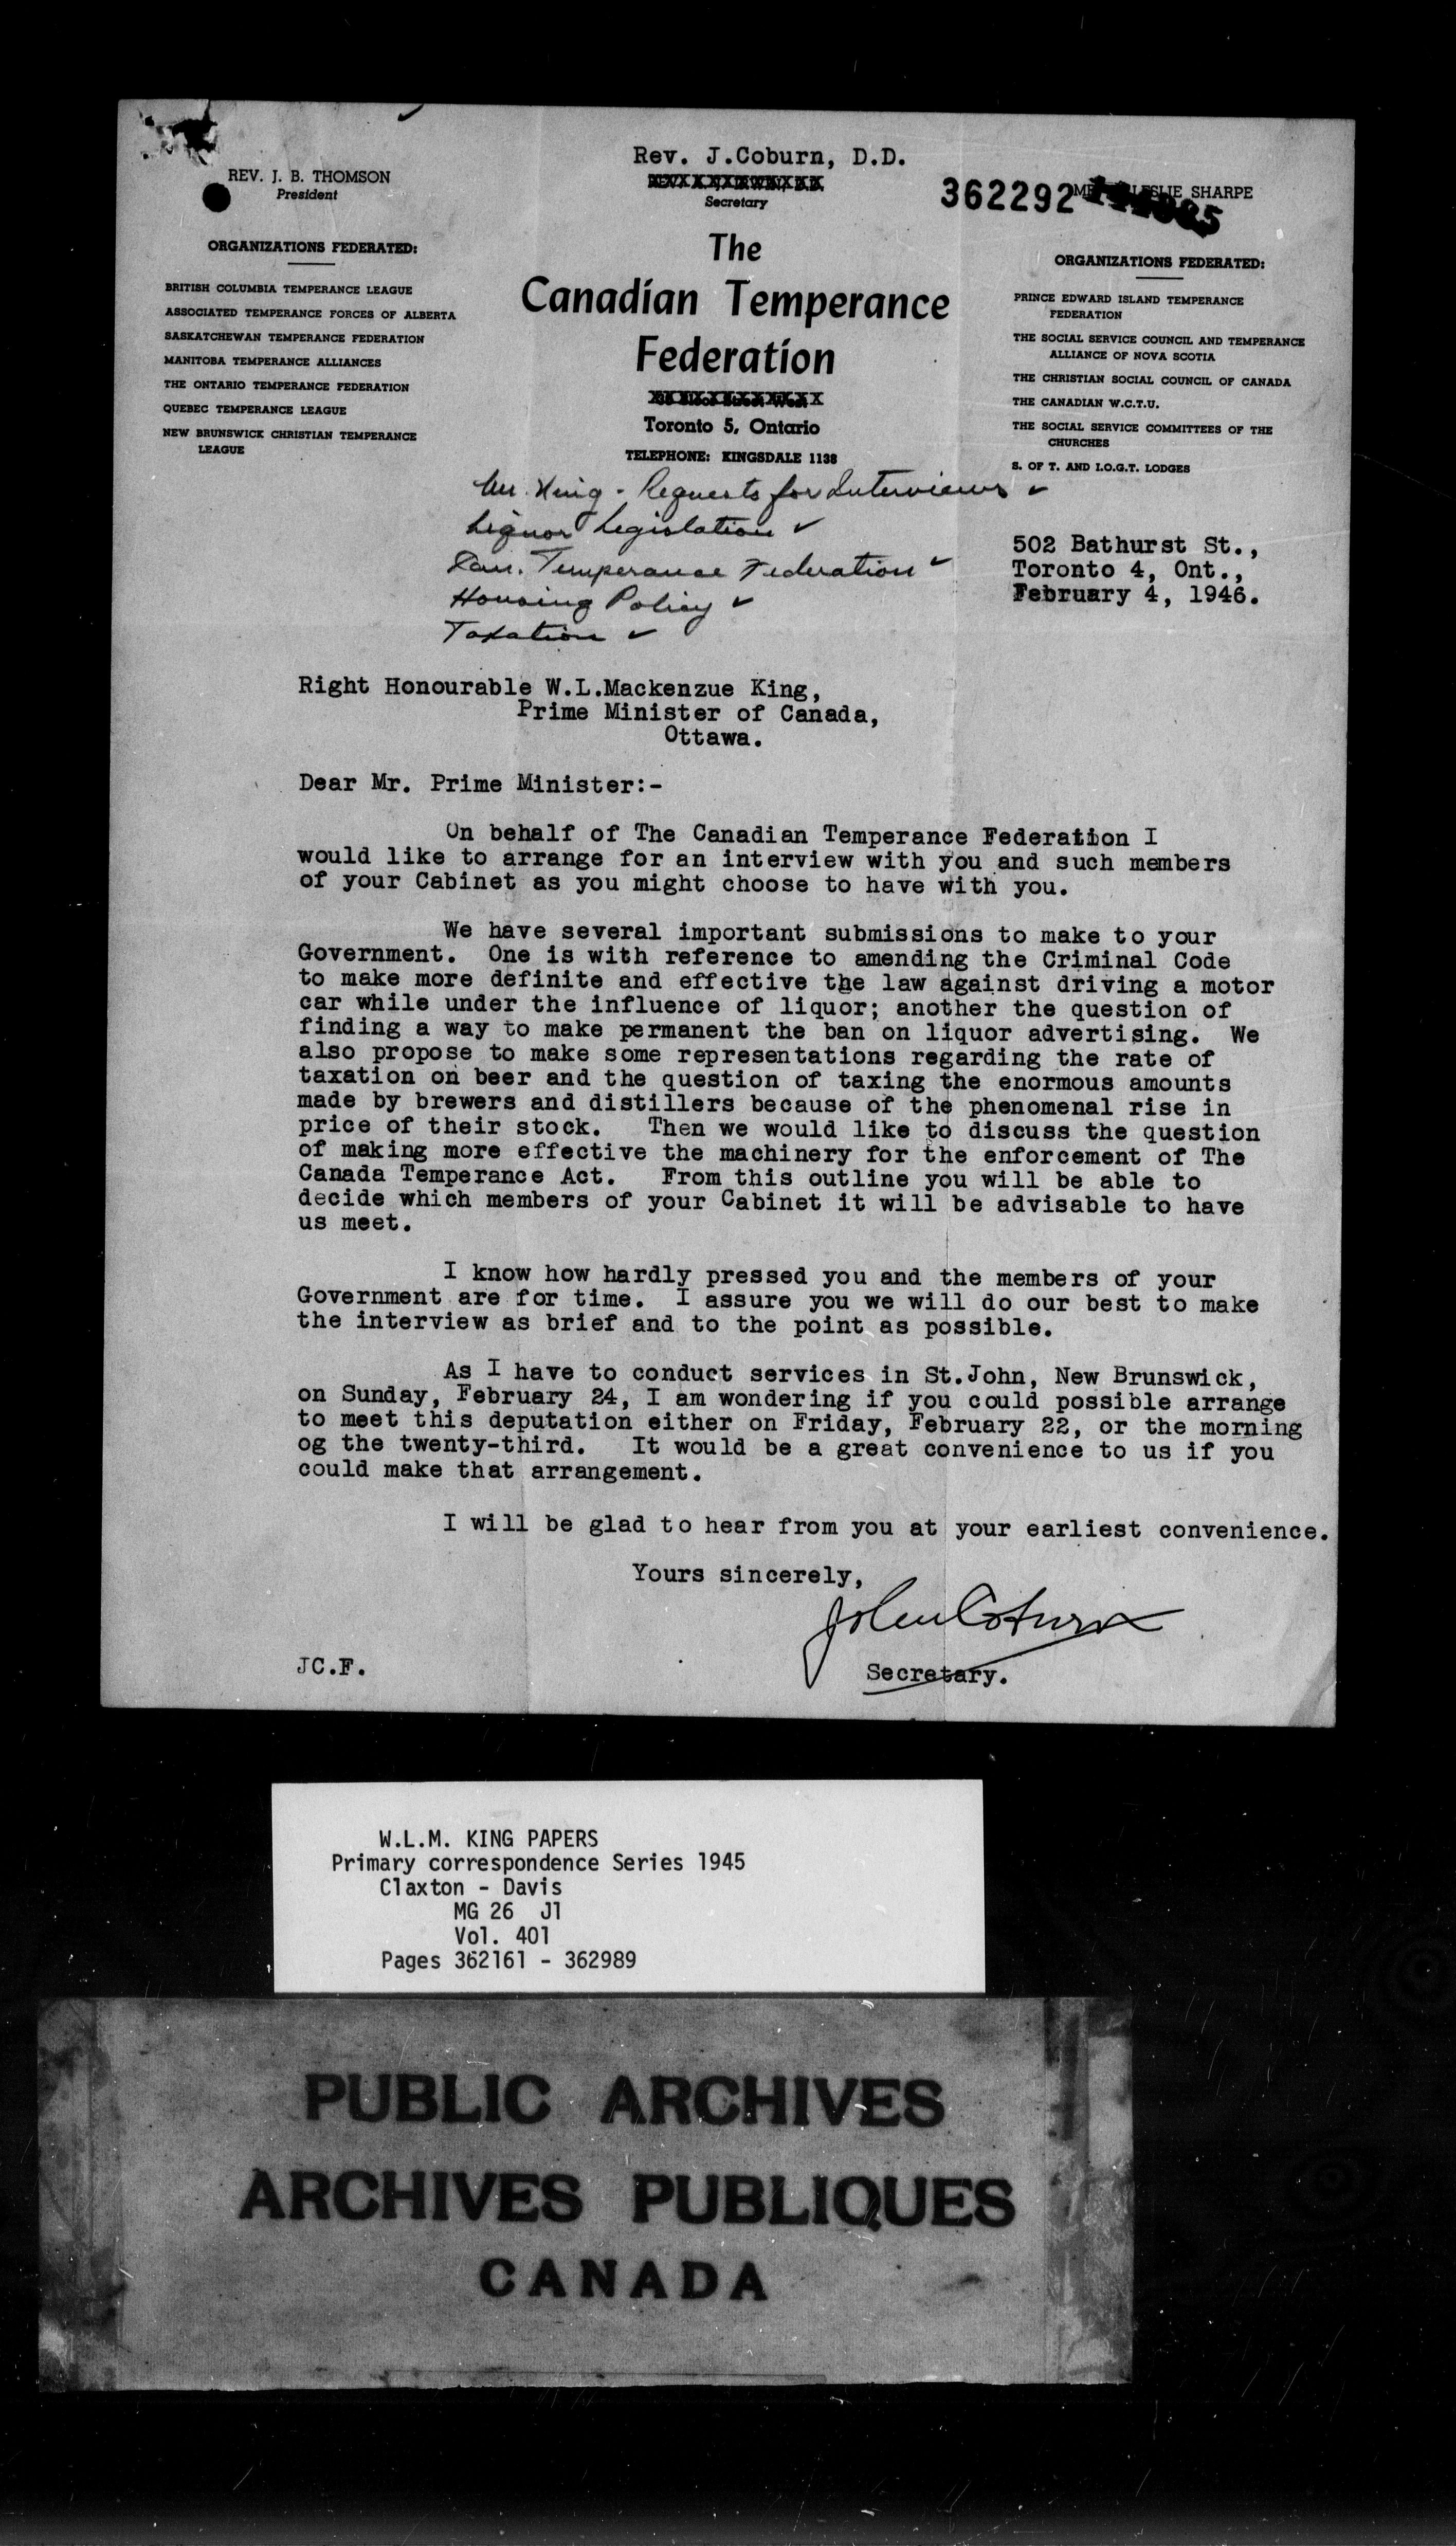 Rev. J.Coburn, D.D.
Secretary
REV. J. B. THOMSON
President
362292
LESLIE SHARPE
ORGANIZATIONS FEDERATED:
BRITISH COLUMBIA TEMPERANCE LEAGUE
ASSOCIATED TEMPERANCE FORCES OF ALBERTA
SASKATCHEWAN TEMPERANCE FEDERATION
MANITOBA TEMPERANCE ALLIANCES
THE ONTARIO TEMPERANCE FEDERATION
QUEBEC TEMPERANCE LEAGUE
NEW BRUNSWICK CHRISTIAN TEMPERANCE
LEAGUE
The
Canadian Temperance
Federation
Toronto 5, Ontario
TELEPHONE: KINGSDALE 1138
ORGANIZATIONS FEDERATED:
PRINCE EDWARD ISLAND TEMPERANCE
FEDERATION
THE SOCIAL SERVICE COUNCIL AND TEMPERANCE
ALLIANCE OF NOVA SCOTIA
THE CHRISTIAN SOCIAL COUNCIL OF CANADA
THE CANADIAN W.C.T.U.
THE SOCIAL SERVICE COMMITTEES OF THE
CHURCHES
S. OF T. AND I.O.G.T. LODGES
Mr. King - Requests for Interviews ✓
Liquor Legislation ✓
Can. Temperance Federation ✓
Housing Policy ✓
Taxation ✓
502 Bathurst St.,
Toronto 4, Ont.,
February 4, 1946.
Right Honourable W.L.Mackenzue King,
Prime Minister of Canada,
Ottawa.
Dear Mr. Prime Minister:-
On behalf of The Canadian Temperance Federation I
would like to arrange for an interview with you and such members
of your Cabinet as you might choose to have with you.
We have several important submissions to make to your
Government. One is with reference to amending the Criminal Code
to make more definite and effective the law against driving a motor
car while under the influence of liquor; another the question of
finding a way to make permanent the ban on liquor advertising. We
also propose to make some representations regarding the rate of
taxation on beer and the question of taxing the enormous amounts
made by brewers and distillers because of the phenomenal rise in
price of their stock. Then we would like to discuss the question
of making more effective the machinery for the enforcement of The
Canada Temperance Act. From this outline you will be able to
decide which members of your Cabinet it will be advisable to have
us meet.
I know how hardly pressed you and the members of your
Government are for time. I assure you we will do our best to make
the interview as brief and to the point as possible.
As I have to conduct services in St.John, New Brunswick,
on Sunday, February 24, I am wondering if you could possible arrange
to meet this deputation either on Friday, February 22, or the morning
og the twenty-third. It would be a great convenience to us if you
could make that arrangement.
I will be glad to hear from you at your earliest convenience.
Yours sincerely,
John Coburn
Secretary.
JC.F.
W.L.M. KING PAPERS
Primary correspondence Series 1945
Claxton - Davis
MG 26 J1
Vol. 401
Pages 362161 - 362989
PUBLIC ARCHIVES
ARCHIVES PUBLIQUES
CANADA